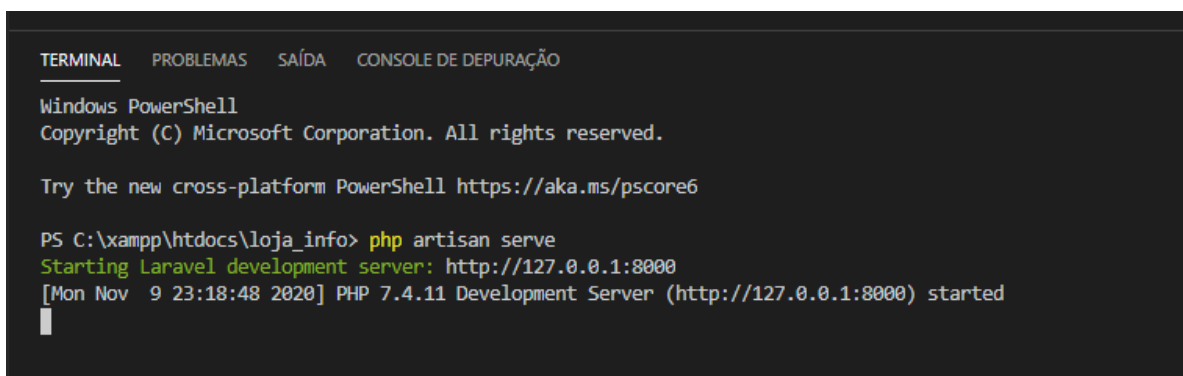 TERMINAL PROBLEMAS SAÍDA CONSOLE DE DEPURAÇÃO
Windows PowerShell
Copyright (C) Microsoft Corporation. All rights reserved.
Try the new cross-platform PowerShell https://aka.ms/pscore6
PS C:\xampp\htdocs\loja_info> php artisan serve
Starting Laravel development server: http://127.0.0.1:8000
[Mon Nov  9 23:18:48 2020] PHP 7.4.11 Development Server (http://127.0.0.1:8000) started